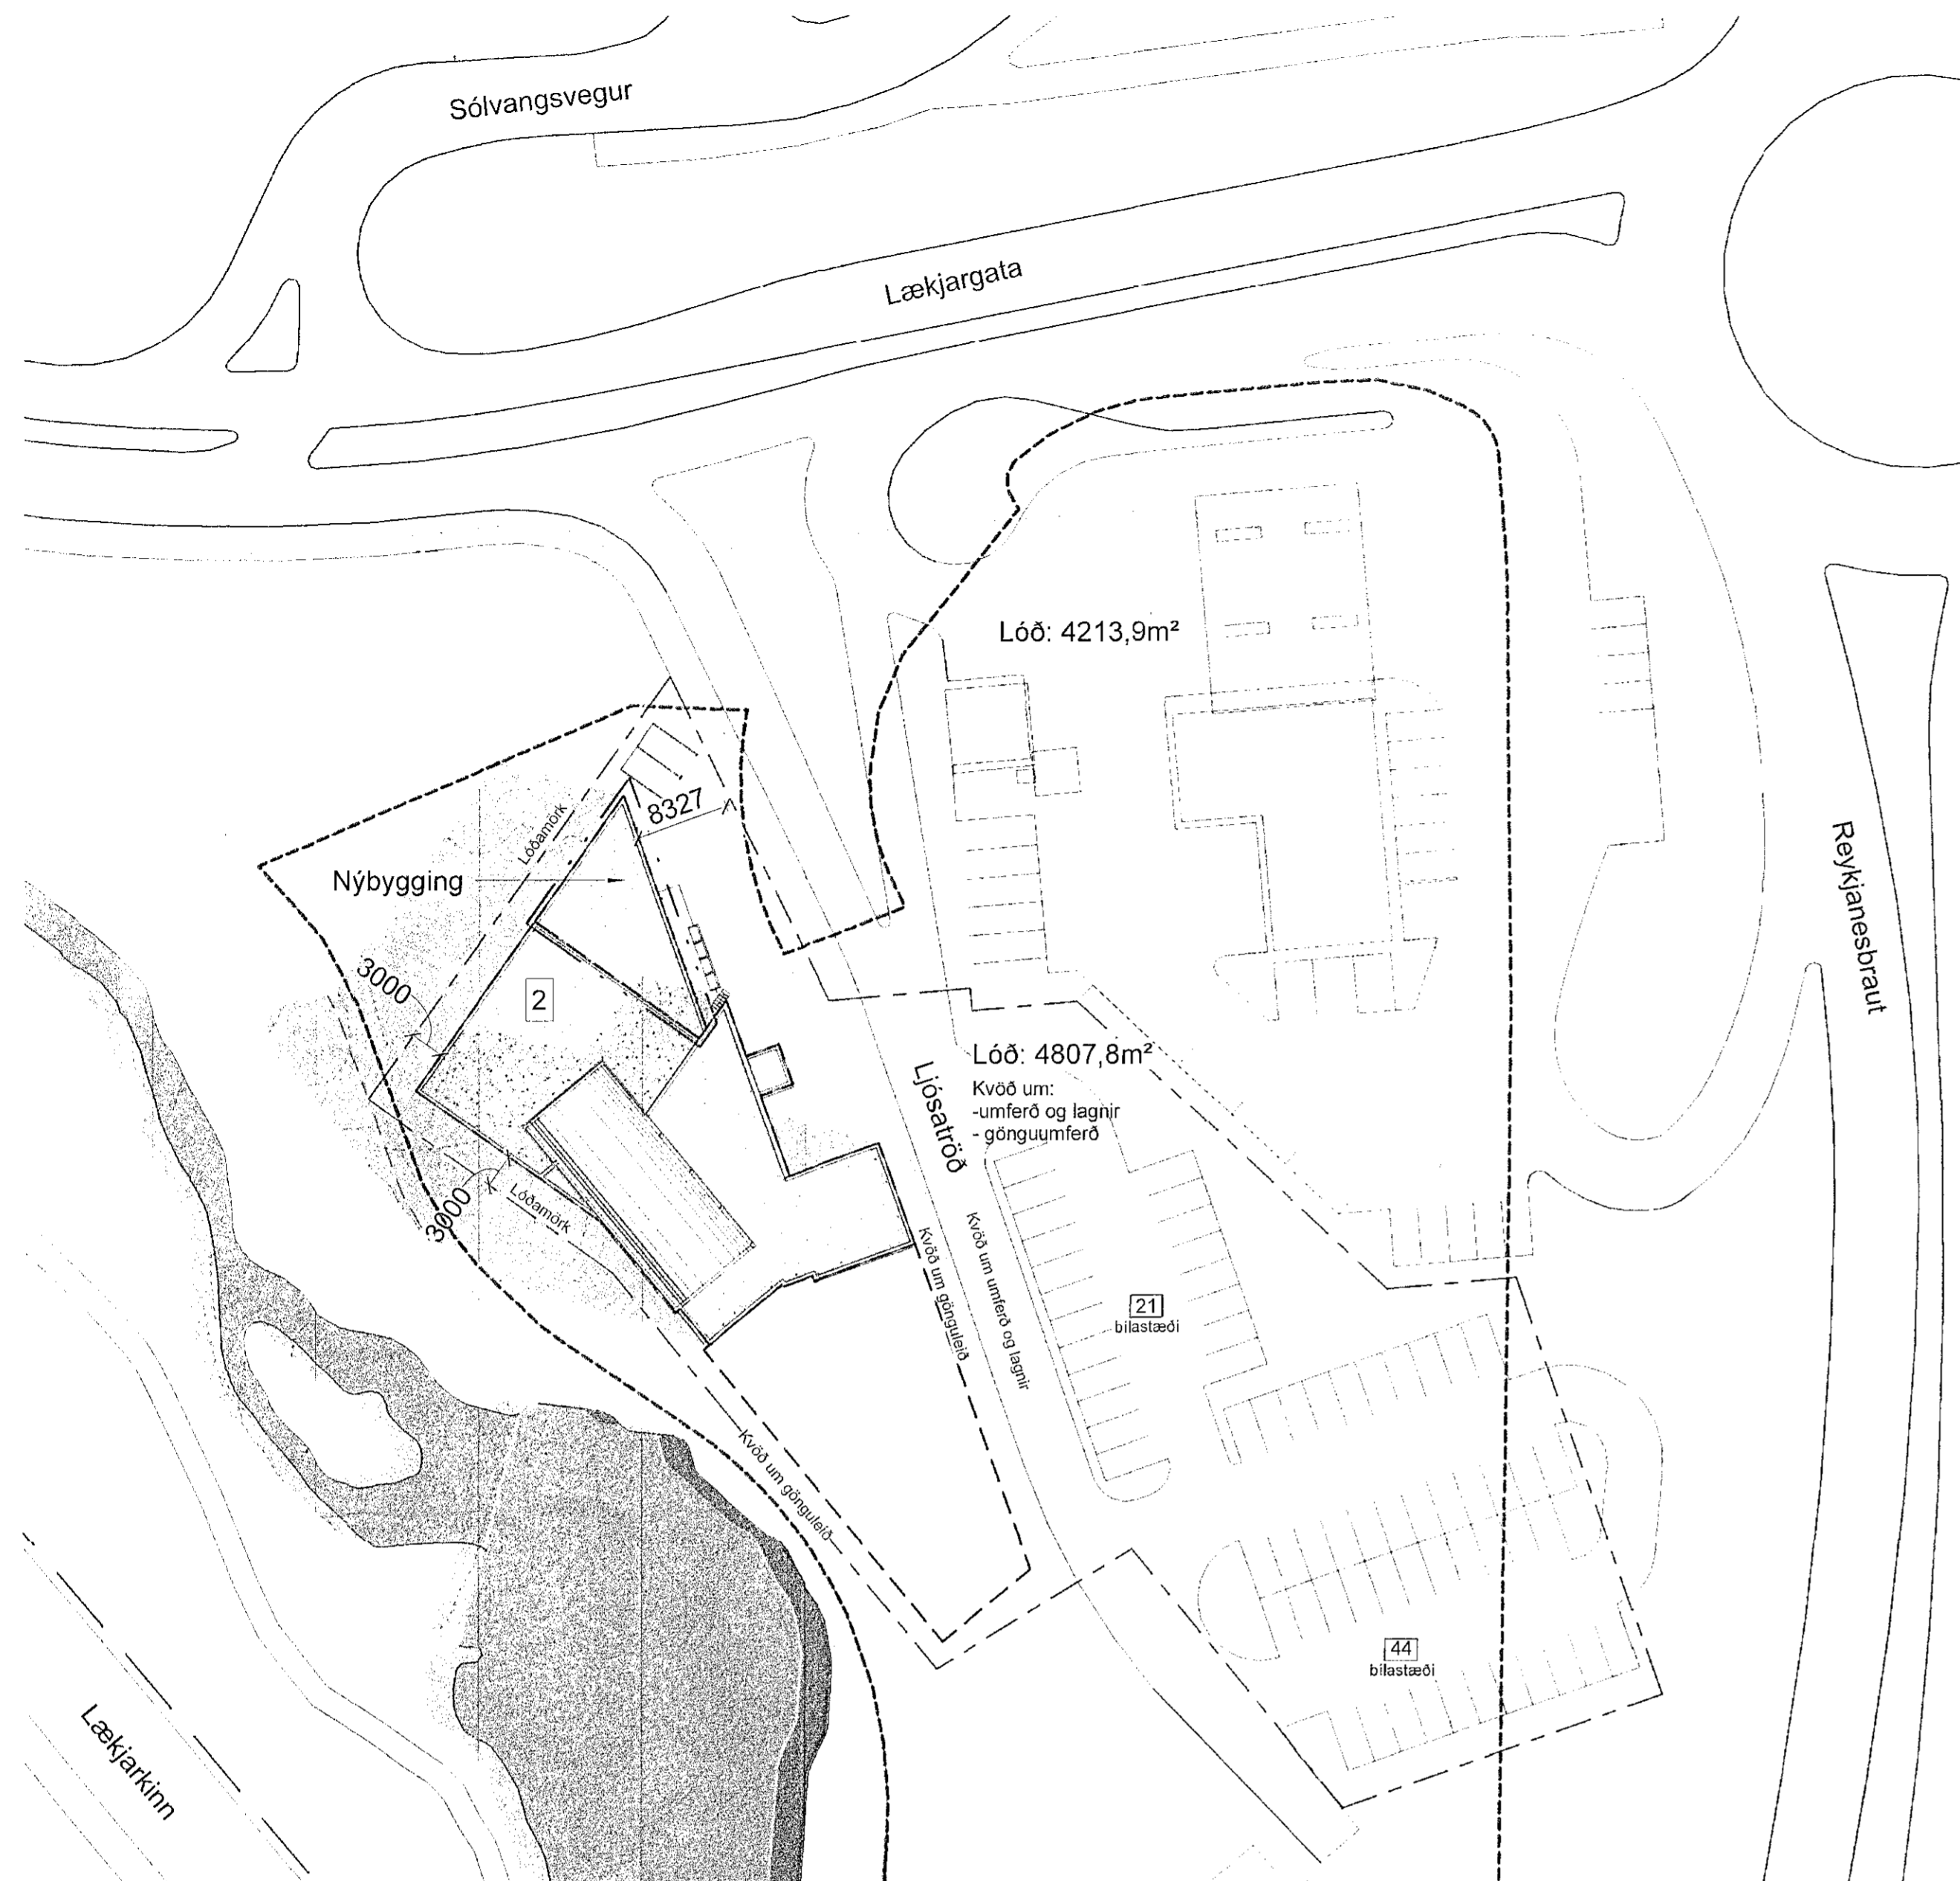 Sólvangsvegur
Lækjargata
Lóð: 4213,9m²
8327
Lóðamörk
Nýbygging
Reykjanesbraut
3000
2
Lóð: 4807,8m²
Kvöð um:
-umferð og lagnir
- gönguumferð
Ljósatröð
3000
Lóðamörk
Kvöð um gönguleið
Kvöð um umferð og lagnir
21
bílastæði
Kvöð um gönguleið
44
bílastæði
Lækjarkinn